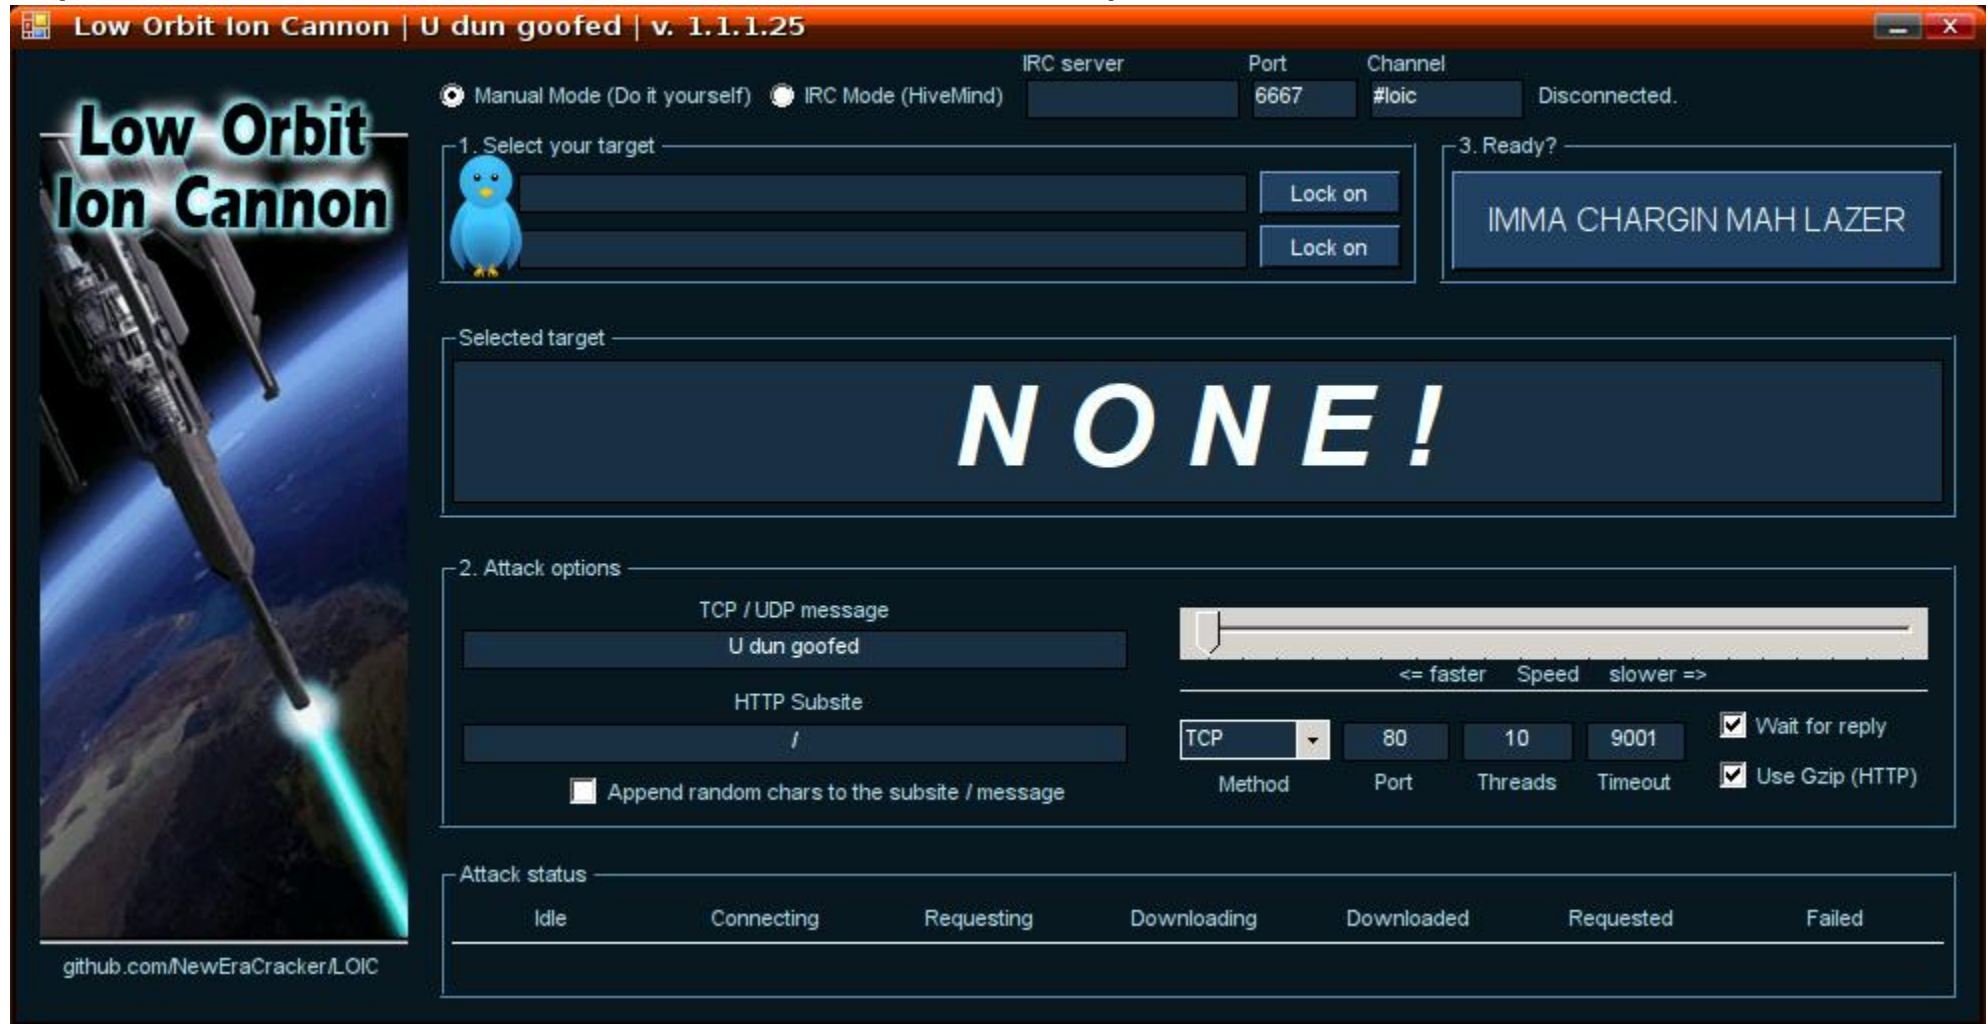 Low Orbit Ion Cannon | U dun goofed | v. 1.1.1.25
IRC server Port Channel
Manual Mode (Do it yourself) IRC Mode (HiveMind) 6667 #loic Disconnected.
Low Orbit
Ion Cannon
1. Select your target
Lock on
Lock on
3. Ready?
IMMA CHARGIN MAH LAZER
Selected target
N O N E !
2. Attack options
TCP / UDP message
U dun goofed
HTTP Subsite
/
Append random chars to the subsite / message
<= faster Speed slower =>
TCP 80 10 9001 Wait for reply
Method Port Threads Timeout Use Gzip (HTTP)
Attack status
Idle Connecting Requesting Downloading Downloaded Requested Failed
github.com/NewEraCracker/LOIC